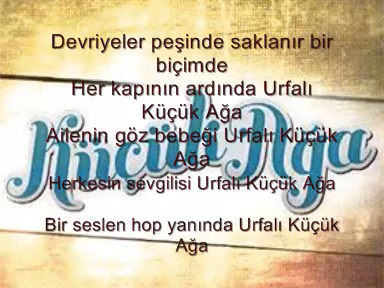 Devriyeler peşinde saklanır bir
biçimde
Her kapının ardında Urfalı
Küçük Ağa
Ailenin göz bebeği Urfalı Küçük
Ağa
Küçük Ağa
Herkesin sevgilisi Urfalı Küçük Ağa
Bir seslen hop yanında Urfalı Küçük
Ağa